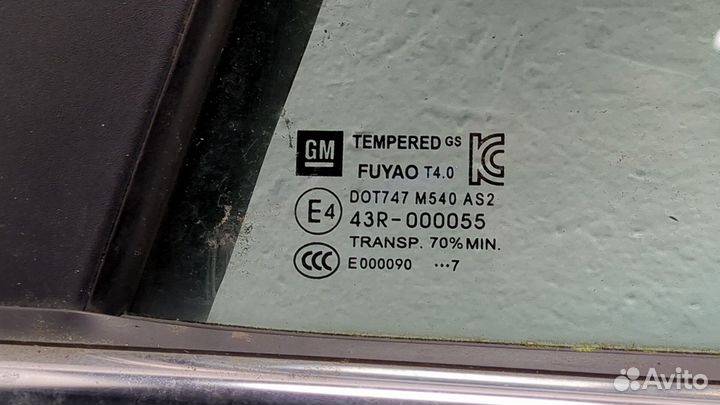 GM TEMPERED GS KC
FUYAO T4.0
DOT747 M540 AS2
E4 43R-000055
TRANSP. 70%MIN.
CCC E000090 ···7
Avito